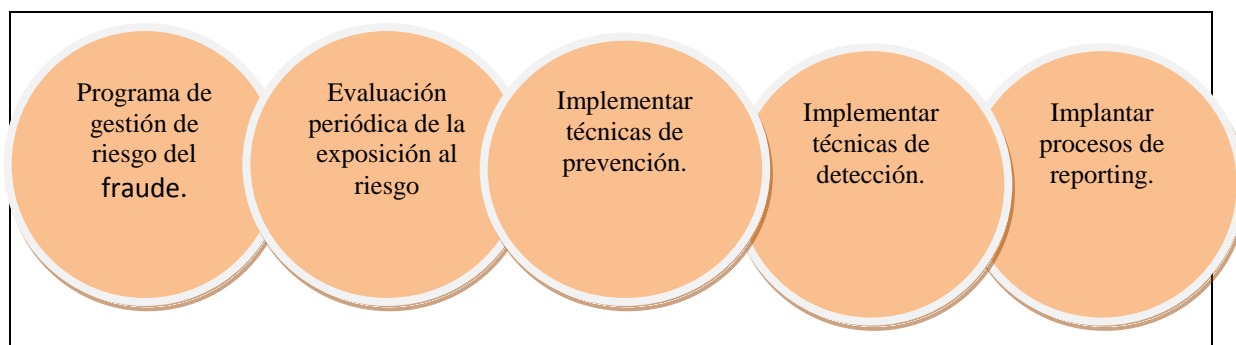 Programa de
gestión de
riesgo del
fraude.
Evaluación
periódica de la
exposición al
riesgo
Implementar
técnicas de
prevención.
Implementar
técnicas de
detección.
Implantar
procesos de
reporting.